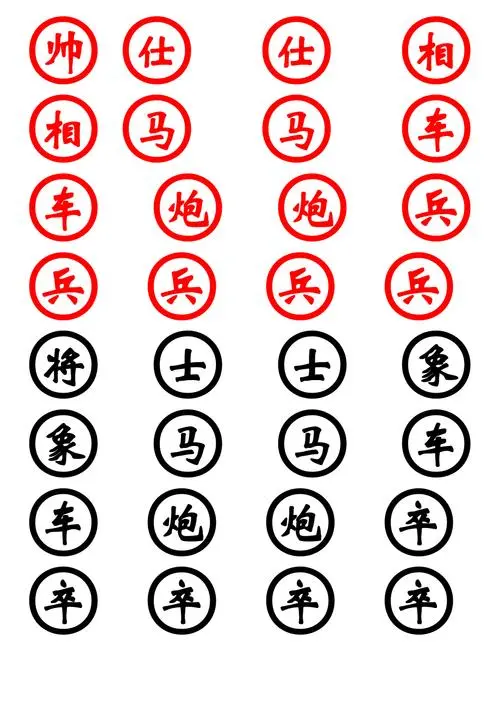 帅 仕 仕 相
相 马 马 车
车 炮 炮 兵
兵 兵 兵 兵
将 士 士 象
象 马 马 车
车 炮 炮 卒
卒 卒 卒 卒